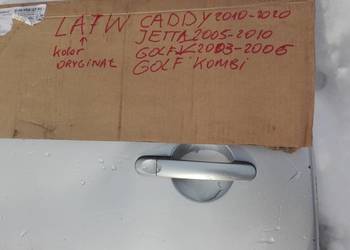 LA7W CADDY 2010-2020
kolor JETTA 2005-2010
ORYGINAŁ GOLF V 2003-2006
GOLF KOMBI